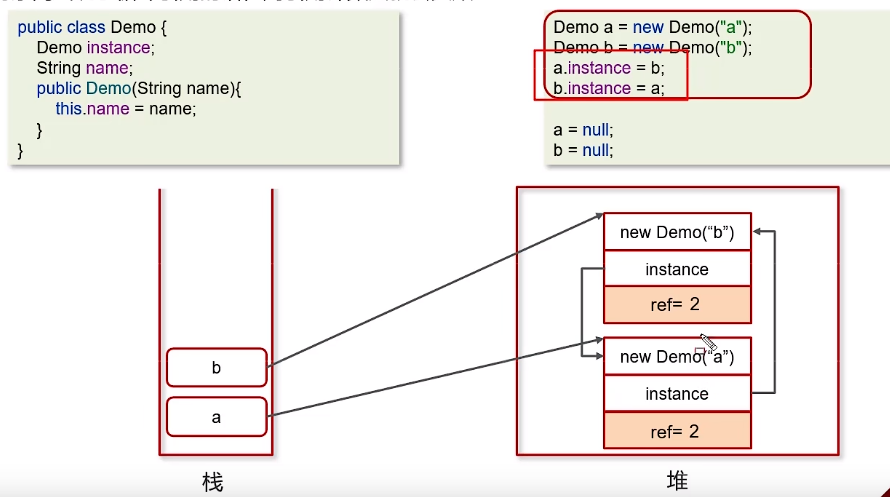 public class Demo {
Demo instance;
String name;
public Demo(String name){
this.name = name;
}
}
Demo a = new Demo("a");
Demo b = new Demo("b");
a.instance = b;
b.instance = a;
a = null;
b = null;
new Demo(“b”)
instance
ref= 2
b
new Demo(“a”)
instance
a
ref= 2
栈
堆